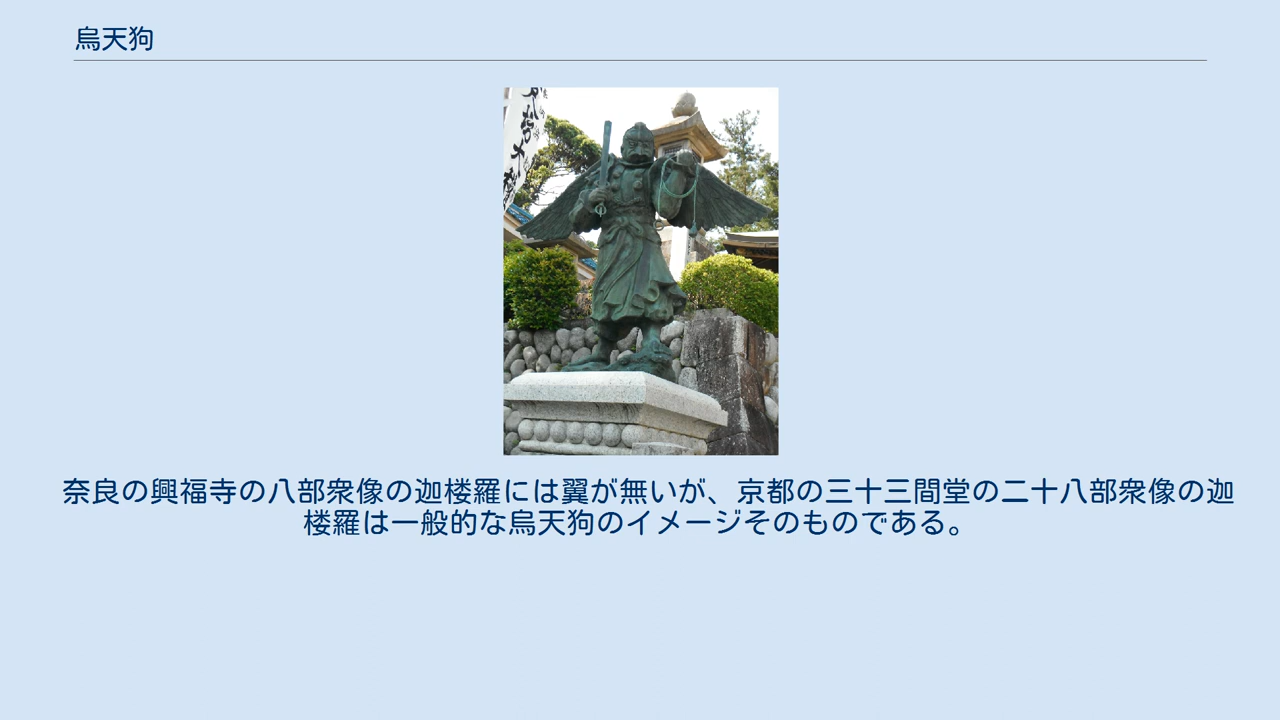 烏天狗
奈良の興福寺の八部衆像の迦楼羅には翼が無いが、京都の三十三間堂の二十八部衆像の迦
楼羅は一般的な烏天狗のイメージそのものである。